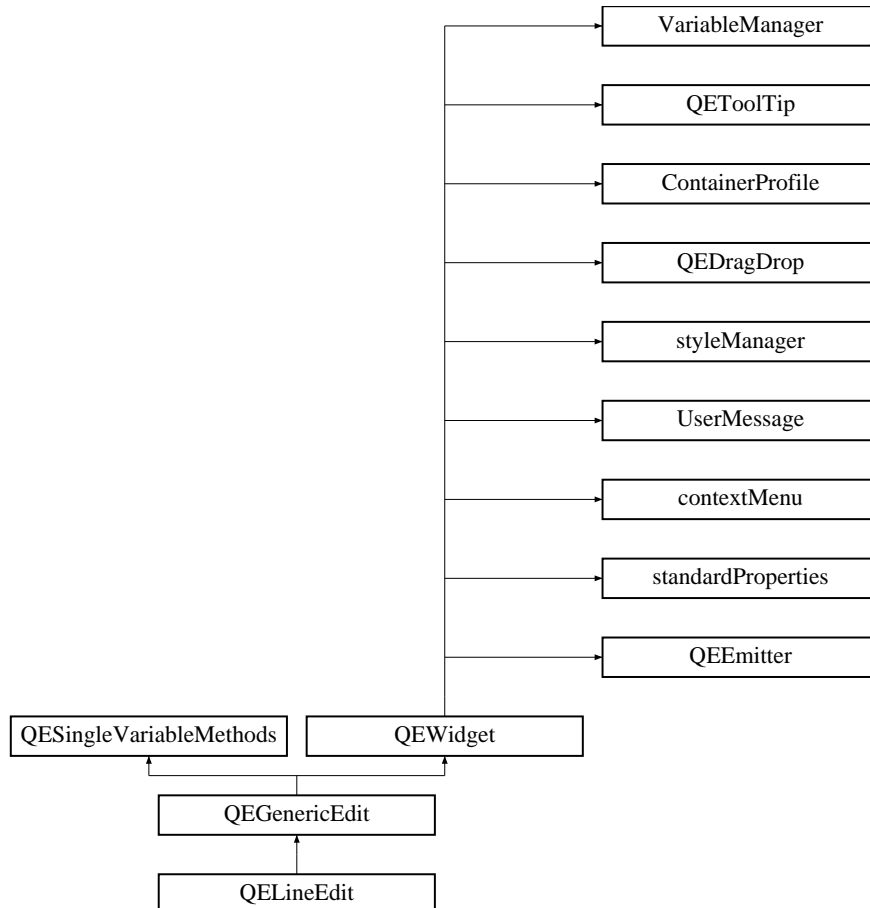 VariableManager
QEToolTip
ContainerProfile
QEDragDrop
styleManager
UserMessage
contextMenu
standardProperties
QEEmitter
QESingleVariableMethods
QEWidget
QEGenericEdit
QELineEdit